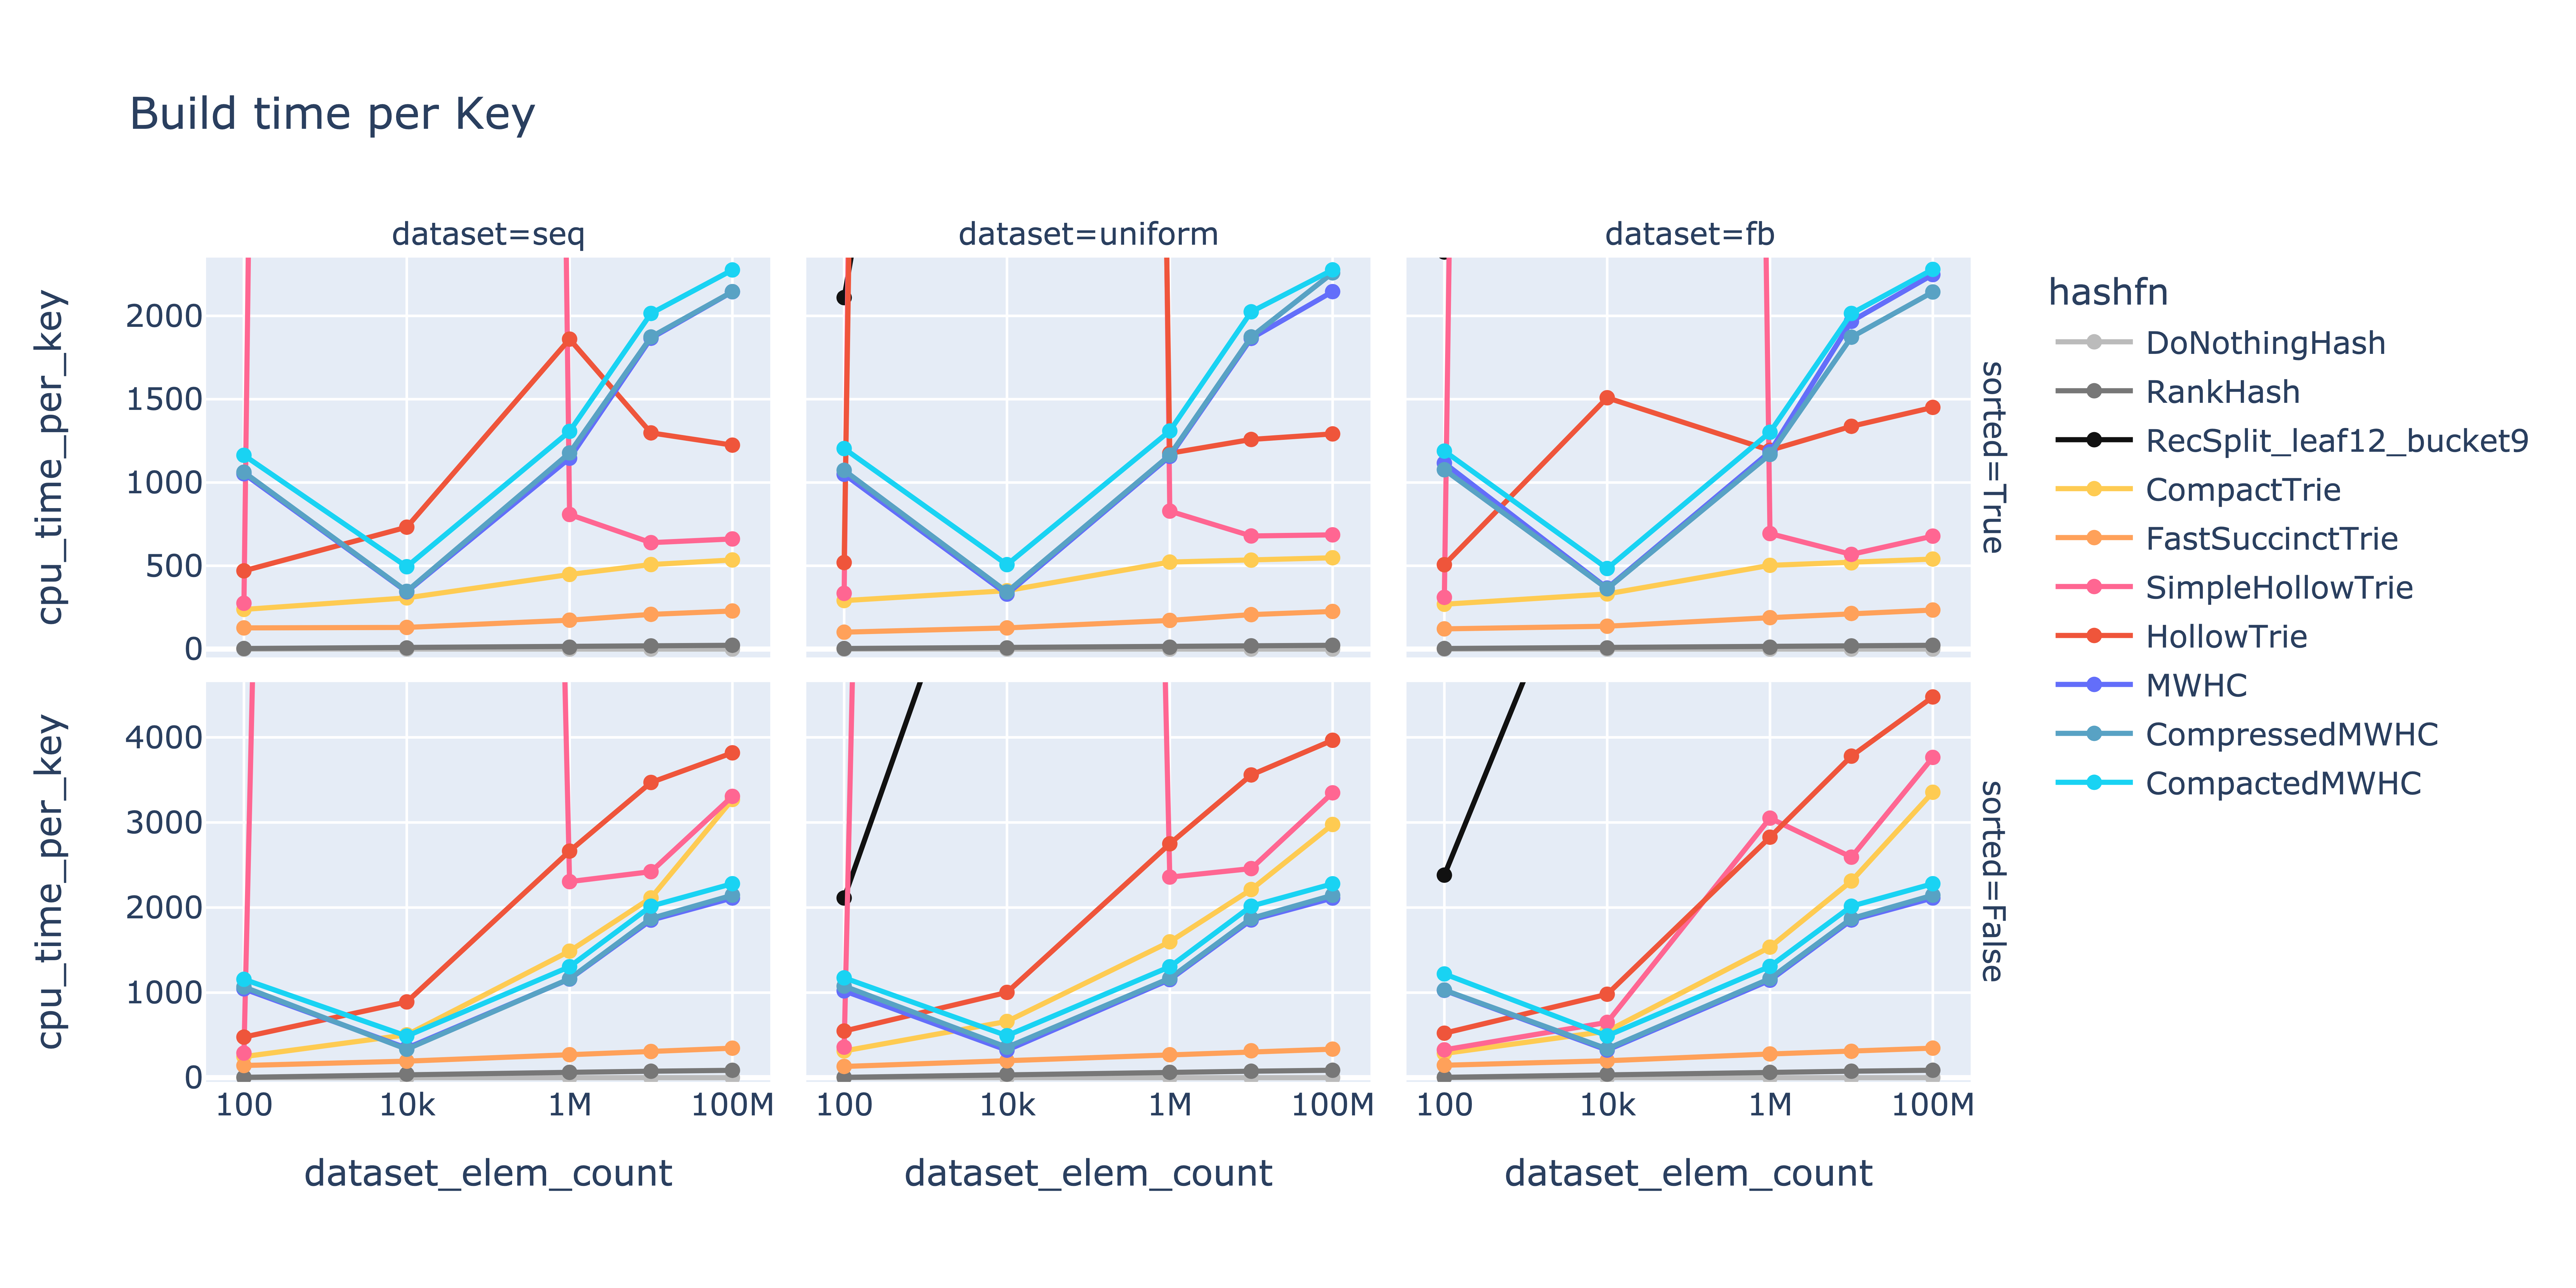 Build time per Key
dataset=seq
dataset=uniform
dataset=fb
cpu_time_per_key
2000
1500
1000
500
0
sorted=True
cpu_time_per_key
4000
3000
2000
1000
0
sorted=False
100
10k
1M
100M
100
10k
1M
100M
100
10k
1M
100M
dataset_elem_count
dataset_elem_count
dataset_elem_count
hashfn
DoNothingHash
RankHash
RecSplit_leaf12_bucket9
CompactTrie
FastSuccinctTrie
SimpleHollowTrie
HollowTrie
MWHC
CompressedMWHC
CompactedMWHC